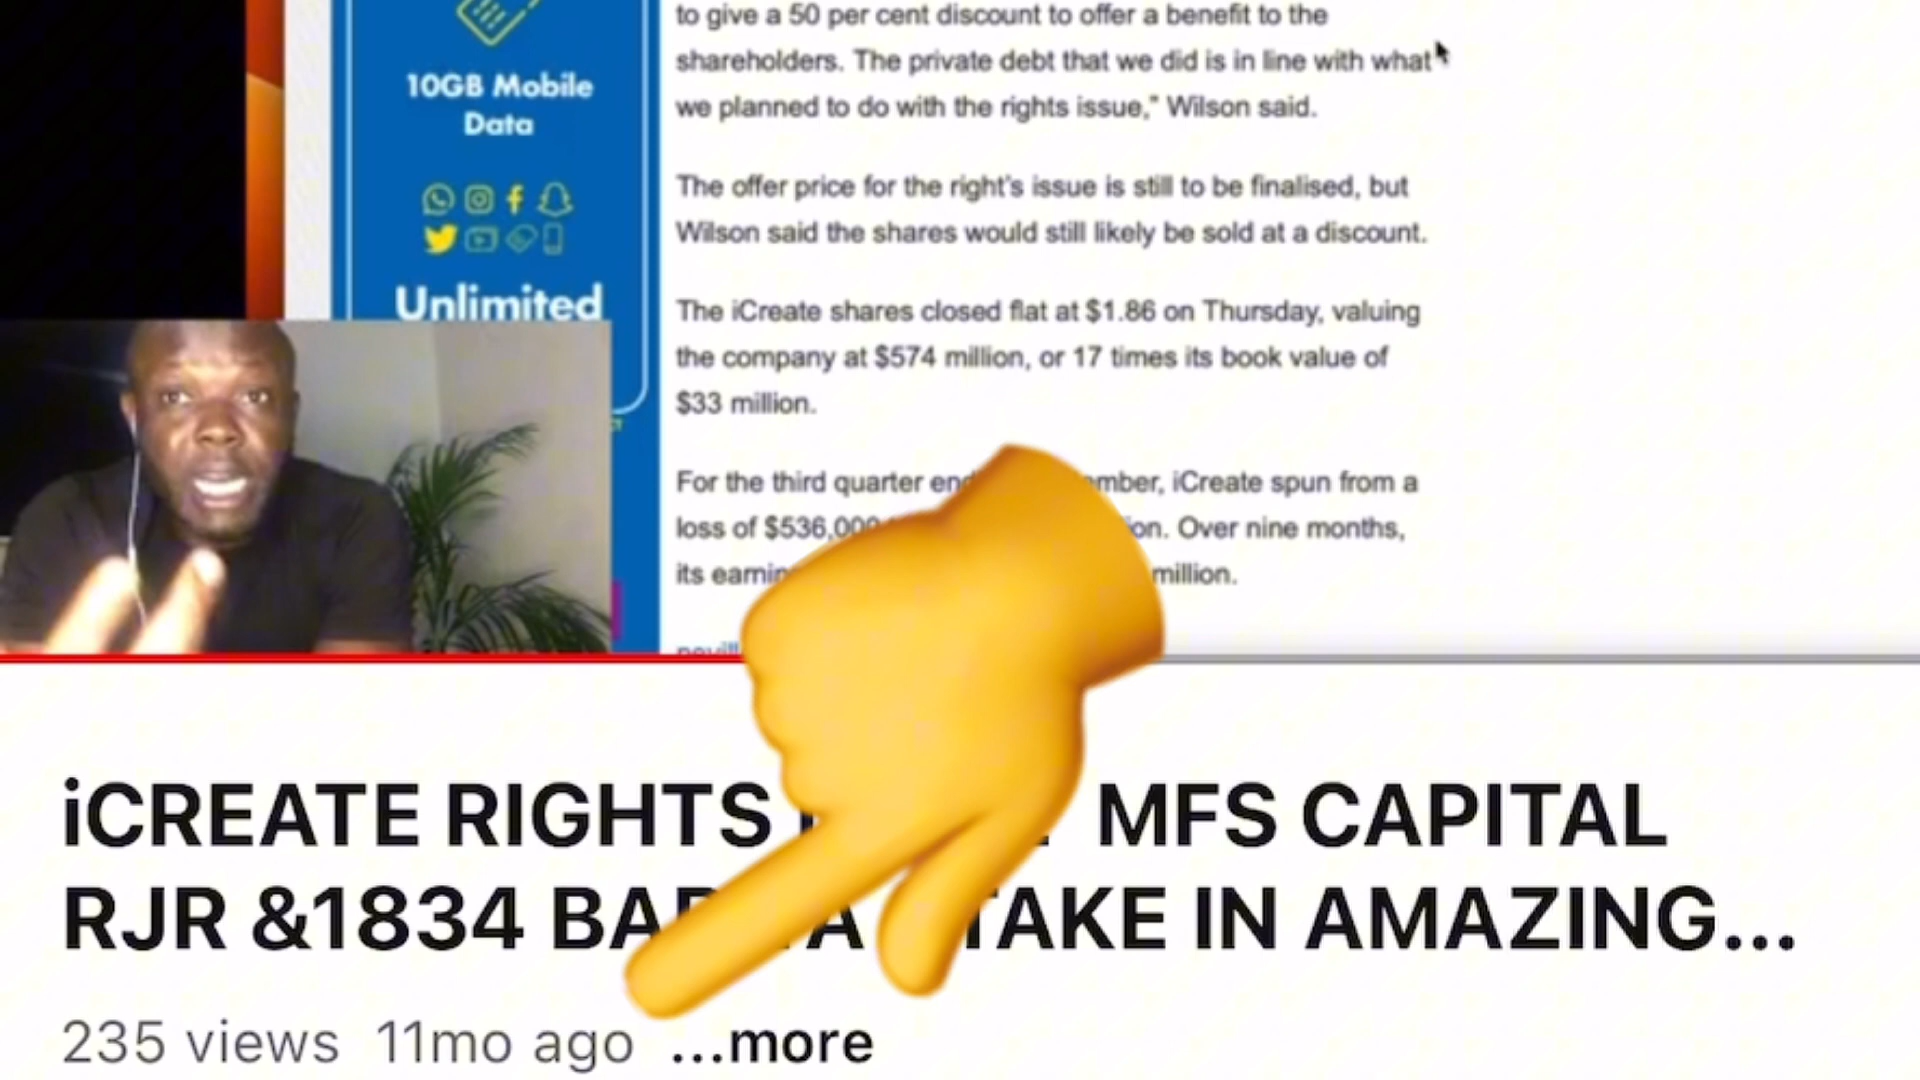 10GB Mobile
Data
Unlimited
to give a 50 per cent discount to offer a benefit to the
shareholders. The private debt that we did is in line with what
we planned to do with the rights issue,” Wilson said.
The offer price for the right’s issue is still to be finalised, but
Wilson said the shares would still likely be sold at a discount.
The iCreate shares closed flat at $1.86 on Thursday, valuing
the company at $574 million, or 17 times its book value of
$33 million.
For the third quarter iCreate spun from a
loss of Over nine months,
its million.
iCREATE RIGHTS MFS CAPITAL
RJR &1834 IN AMAZING...
235 views 11mo ago ...more